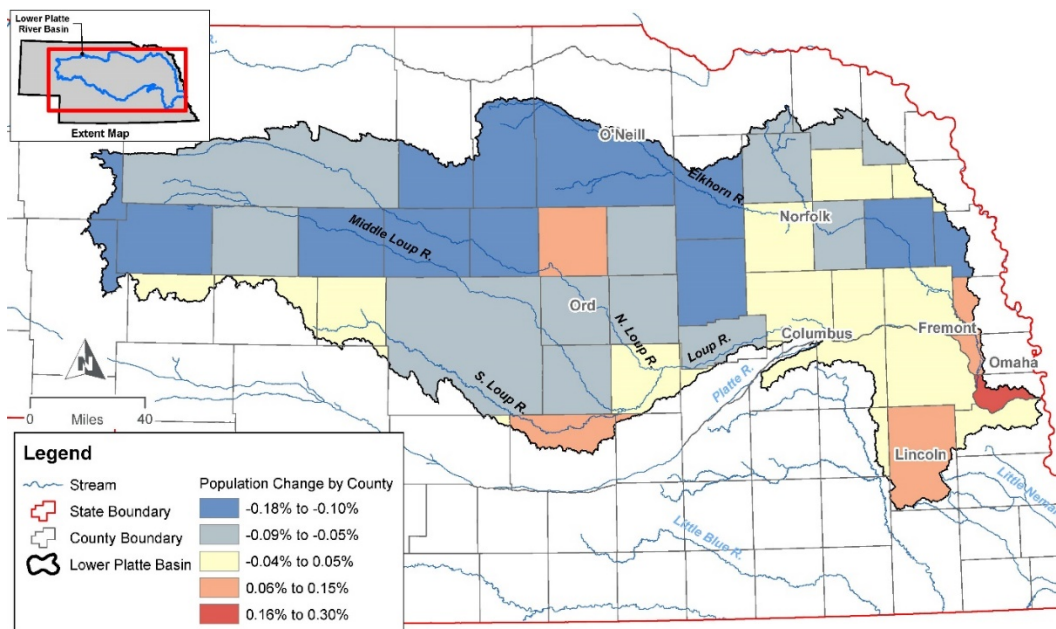 Lower Platte
River Basin
R.
Extent Map
O'Neill
Elkhorn R.
Norfolk
Middle Loup R.
Ord
N. Loup R.
Loup R.
Columbus
Fremont
Omaha
Platte R.
S. Loup R.
Lincoln
Little Nemah
Little Blue R.
N
0
Miles
40
Legend
Stream
State Boundary
County Boundary
Lower Platte Basin
Population Change by County
-0.18% to -0.10%
-0.09% to -0.05%
-0.04% to 0.05%
0.06% to 0.15%
0.16% to 0.30%